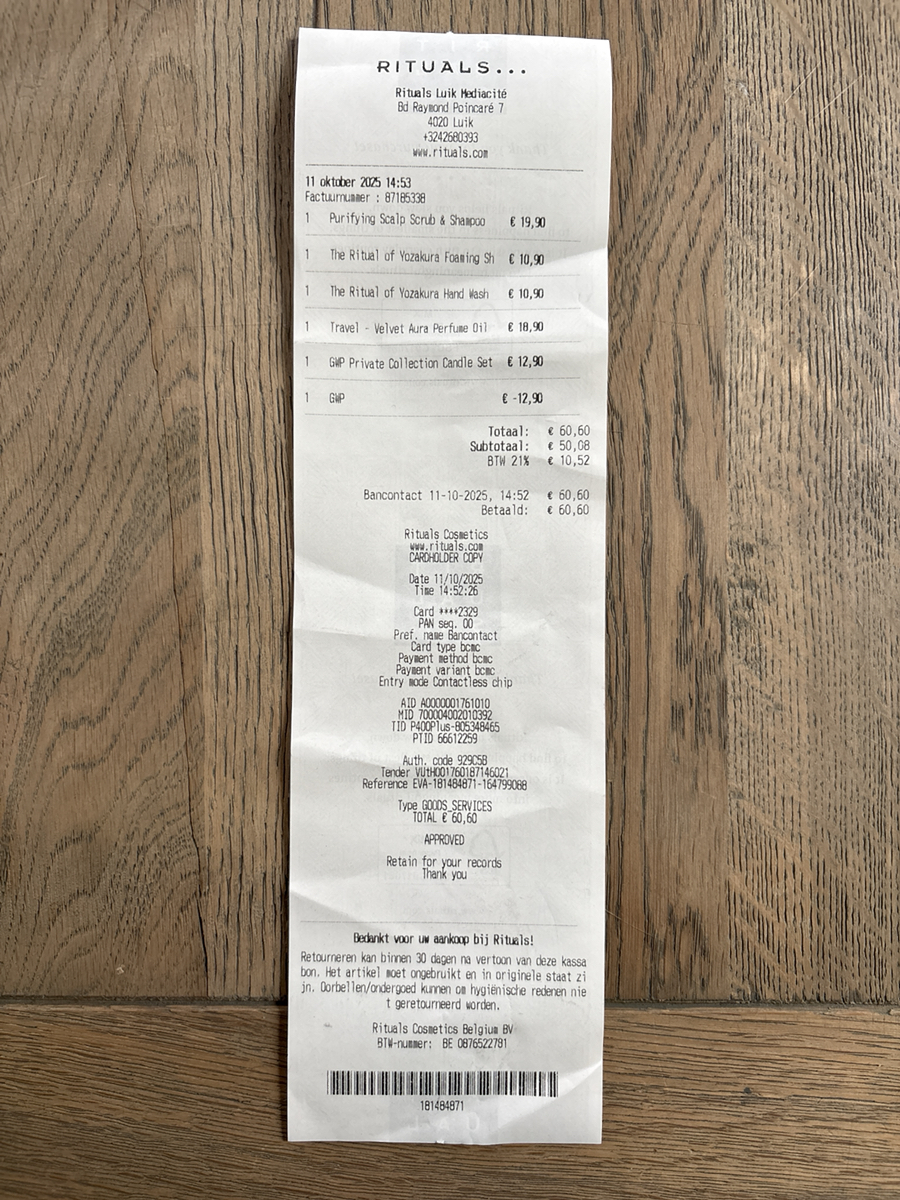 RITUALS...
Rituals Luik Mediacité
Bd Raymond Poincaré 7
4020 Luik
+3242680393
www.rituals.com
11 oktober 2025 14:53
Factuurnummer : 87185338
1 Purifying Scalp Scrub & Shampoo € 19,90
1 The Ritual of Yozakura Foaming Sh € 10,90
1 The Ritual of Yozakura Hand Wash € 10,90
1 Travel - Velvet Aura Perfume Oil € 18,90
1 GWP Private Collection Candle Set € 12,90
1 GWP € -12,90
Totaal: € 60,60
Subtotaal: € 50,08
BTW 21% € 10,52
Bancontact 11-10-2025, 14:52 € 60,60
Betaald: € 60,60
Rituals Cosmetics
www.rituals.com
CARDHOLDER COPY
Date 11/10/2025
Time 14:52:26
Card ****2329
PAN seq. 00
Pref. name Bancontact
Card type bcmc
Payment method bcmc
Payment variant bcmc
Entry mode Contactless chip
AID A0000001761010
MID 700004002010392
TID P400Plus-805348465
PTID 66612259
Auth. code 929C5B
Tender VUtH001760187146021
Reference EVA-181484871-164799088
Type GOODS_SERVICES
TOTAL € 60,60
APPROVED
Retain for your records
Thank you
Bedankt voor uw aankoop bij Rituals!
Retourneren kan binnen 30 dagen na vertoon van deze kassa
bon. Het artikel moet ongebruikt en in originele staat zi
jn. Oorbellen/ondergoed kunnen om hygiënische redenen nie
t geretourneerd worden.
Rituals Cosmetics Belgium BV
BTW-nummer: BE 0876522781
181484871